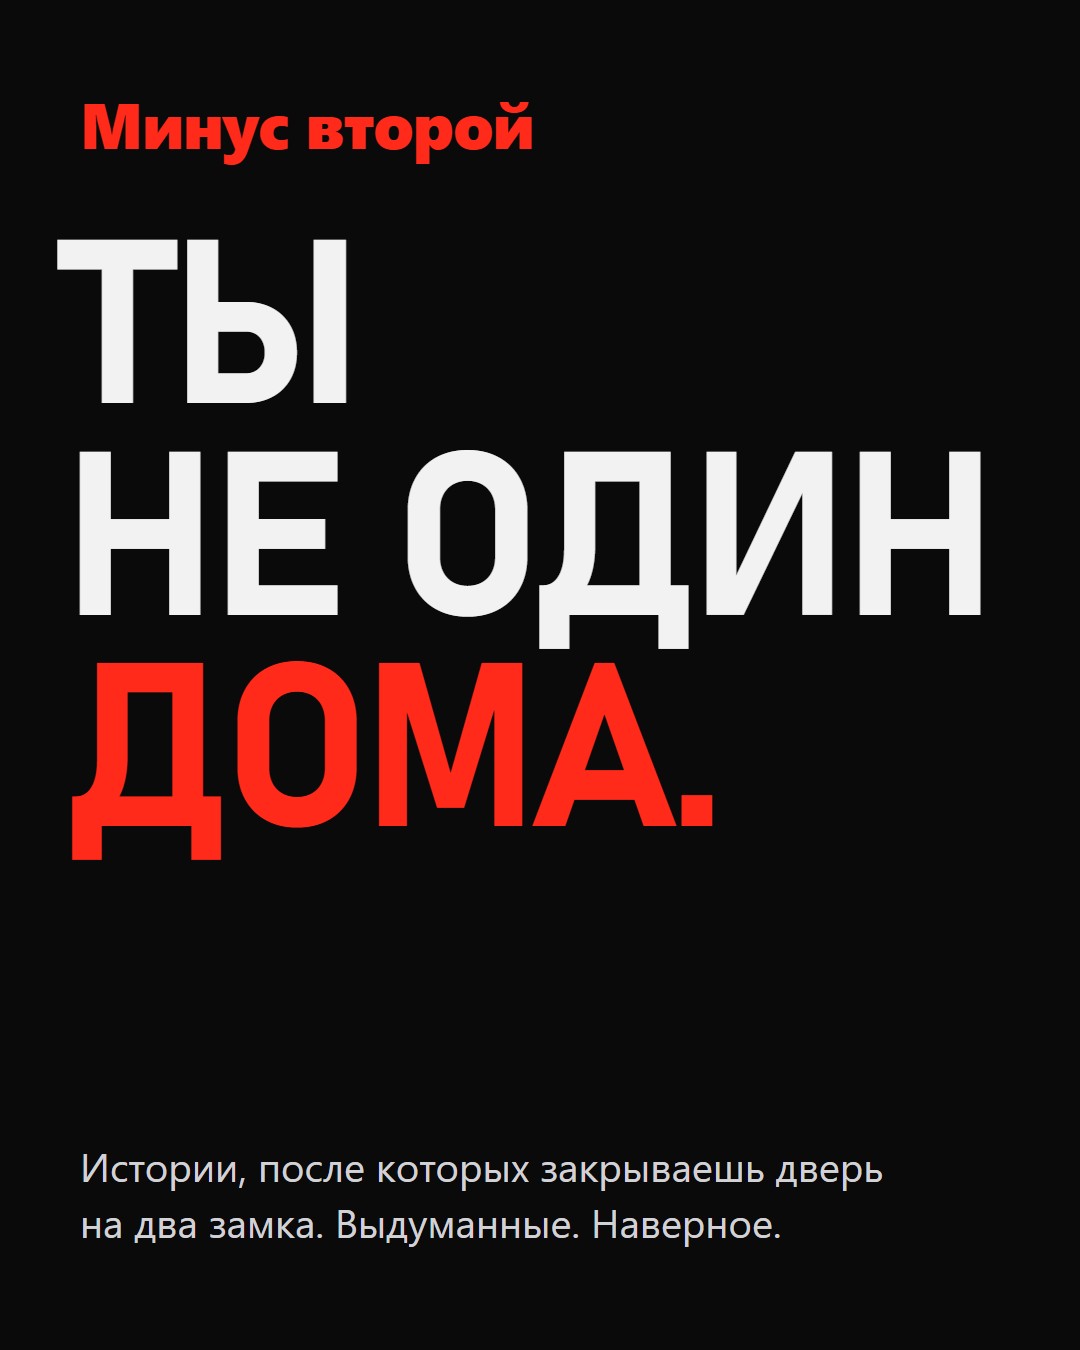 Минус второй
ТЫ
НЕ ОДИН
ДОМА.
Истории, после которых закрываешь дверь
на два замка. Выдуманные. Наверное.